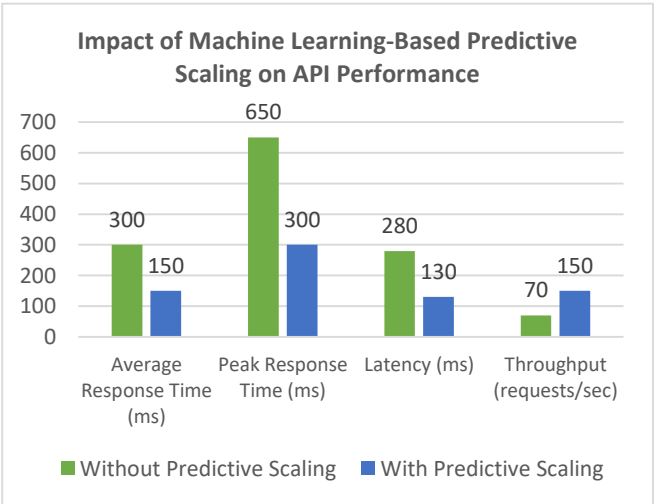 Impact of Machine Learning-Based Predictive
Scaling on API Performance
700
600
500
400
300
200
100
0
300
150
650
300
280
130
70
150
Average
Response Time
(ms)
Peak Response
Time (ms)
Latency (ms)
Throughput
(requests/sec)
Without Predictive Scaling
With Predictive Scaling